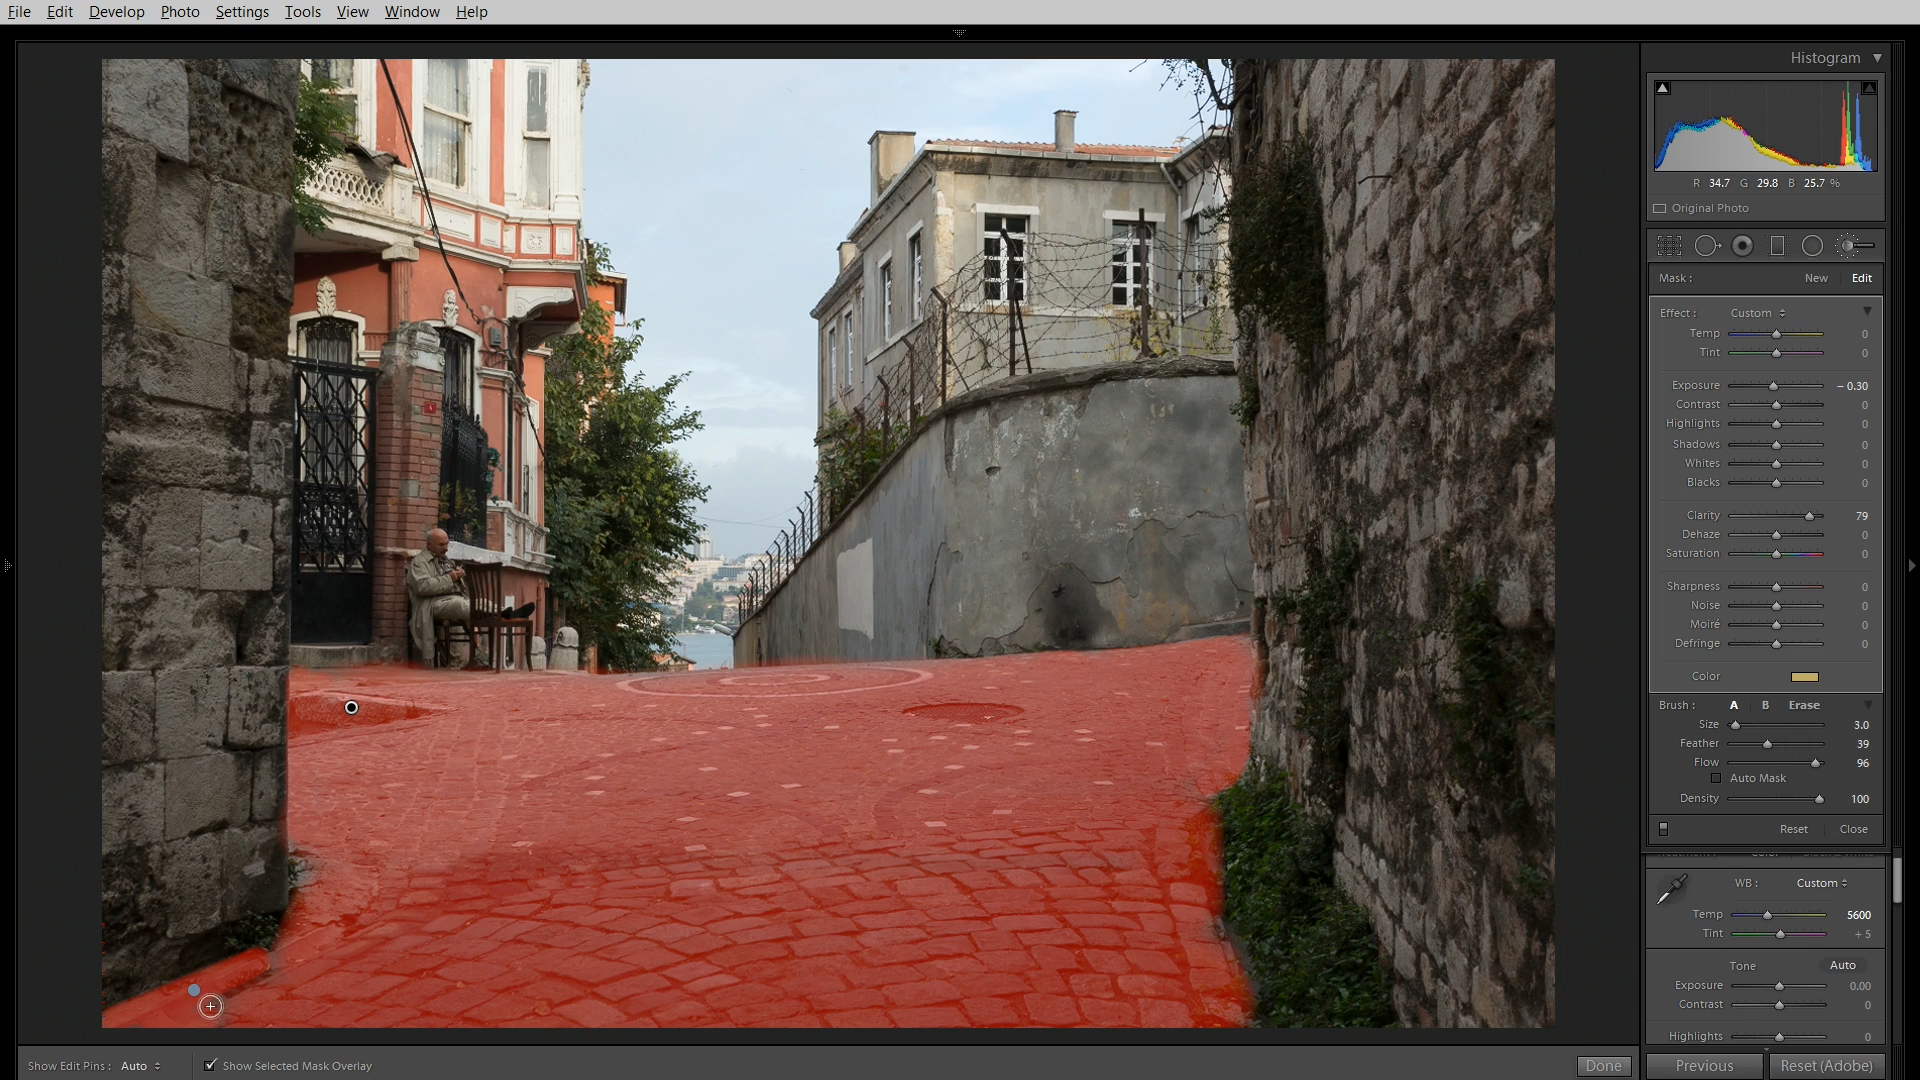 File Edit Develop Photo Settings Tools View Window Help
Histogram
R 34.7 G 29.8 B 25.7 %
Original Photo
Mask : New Edit
Effect : Custom
Temp 0
Tint 0
Exposure – 0.30
Contrast 0
Highlights 0
Shadows 0
Whites 0
Blacks 0
Clarity 79
Dehaze 0
Saturation 0
Sharpness 0
Noise 0
Moiré 0
Defringe 0
Color
Brush : A B Erase
Size 3.0
Feather 39
Flow 96
Auto Mask
Density 100
Reset Close
WB : Custom
Temp 5600
Tint + 5
Tone Auto
Exposure 0.00
Contrast 0
Highlights 0
Show Edit Pins : Auto Show Selected Mask Overlay Done Previous Reset (Adobe)